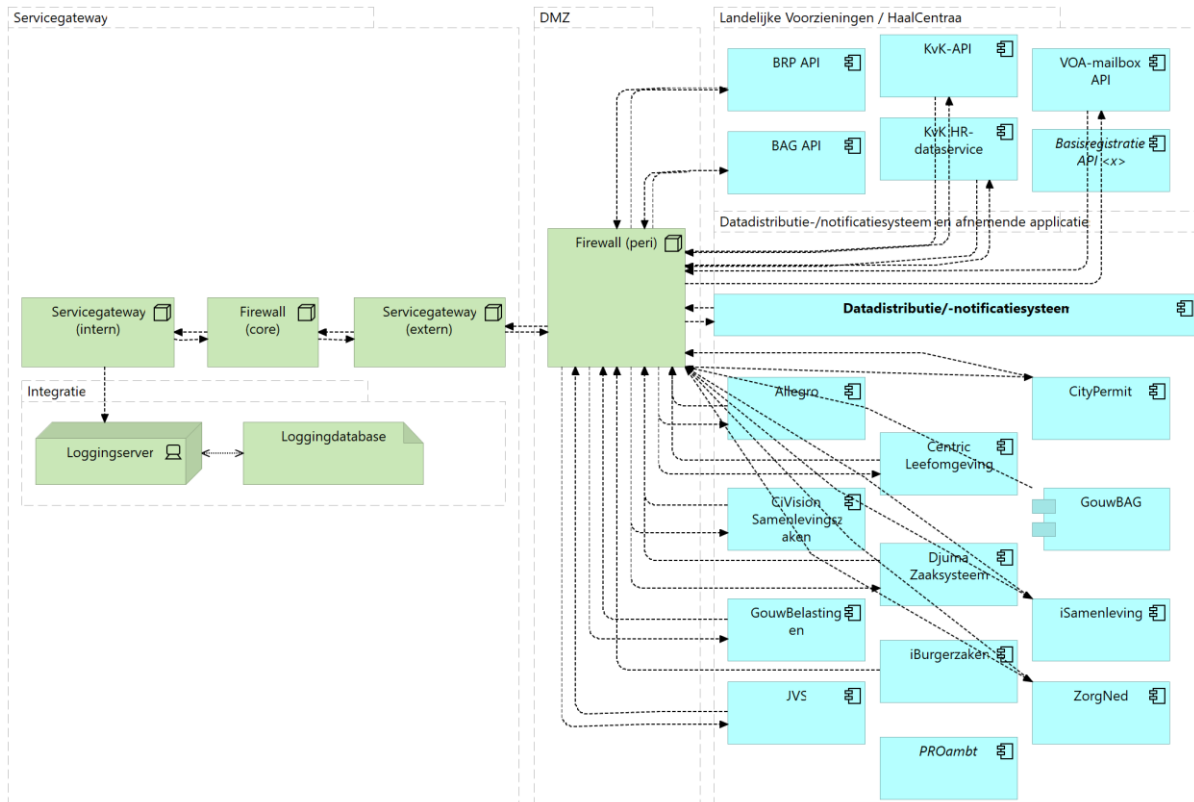 Servicegateway
DMZ
Landelijke Voorzieningen / HaalCentraa
BRP API
KvK-API
VOA-mailbox
API
BAG API
KvK HR-
dataservice
Basisregistratie
API <x>
Datadistributie-/notificatiesysteem en afnemende applicatie
Firewall (peri)
Servicegateway
(intern)
Firewall
(core)
Servicegateway
(extern)
Datadistributie/-notificatiesysteen
Integratie
Loggingserver
Loggingdatabase
Allegro
CityPermit
Centric
Leefomgeving
CiVision
Samenlevingsz
aken
GouwBAG
Djuma
Zaaksysteem
GouwBelasting
en
iSamenleving
iBurgerzaken
JVS
ZorgNed
PROambt